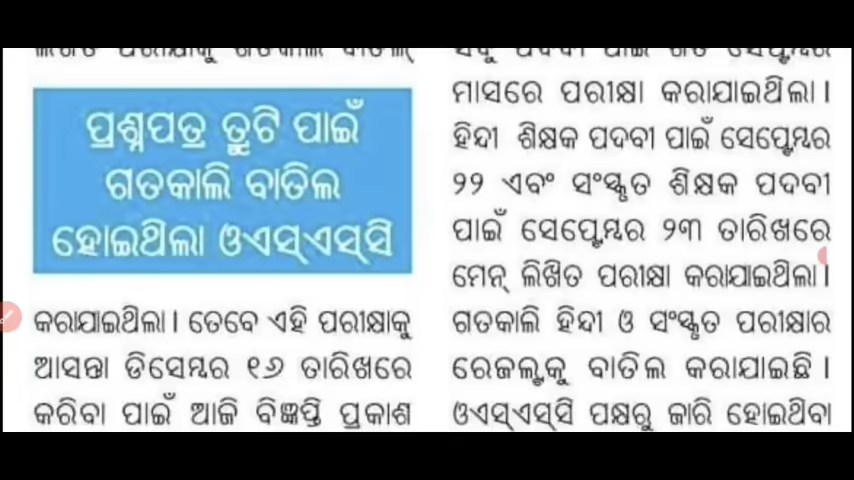 ପ୍ରଶ୍ନପତ୍ର ତ୍ରୁଟି ପାଇଁ
ଗତକାଲି ବାତିଲ
ହୋଇଥିଲା ଓଏସ୍ଏସ୍ସି
କରାଯାଇଥିଲା । ତେବେ ଏହି ପରୀକ୍ଷାକୁ
ଆସନ୍ତା ଡିସେମ୍ବର ୧୬ ତାରିଖରେ
କରିବା ପାଇଁ ଆଜି ବିଜ୍ଞପ୍ତି ପ୍ରକାଶ
ମାସରେ ପରୀକ୍ଷା କରାଯାଇଥିଲା ।
ହିନ୍ଦୀ ଶିକ୍ଷକ ପଦବୀ ପାଇଁ ସେପ୍ଟେମ୍ବର
୨୨ ଏବଂ ସଂସ୍କୃତ ଶିକ୍ଷକ ପଦବୀ
ପାଇଁ ସେପ୍ଟେମ୍ବର ୨୩ ତାରିଖରେ
ମେନ୍ ଲିଖିତ ପରୀକ୍ଷା କରାଯାଇଥିଲା ।
ଗତକାଲି ହିନ୍ଦୀ ଓ ସଂସ୍କୃତ ପରୀକ୍ଷାର
ରେଜଲ୍ଟକୁ ବାତିଲ କରାଯାଇଛି ।
ଓଏସ୍ଏସ୍ସି ପକ୍ଷରୁ ଜାରି ହୋଇଥିବା